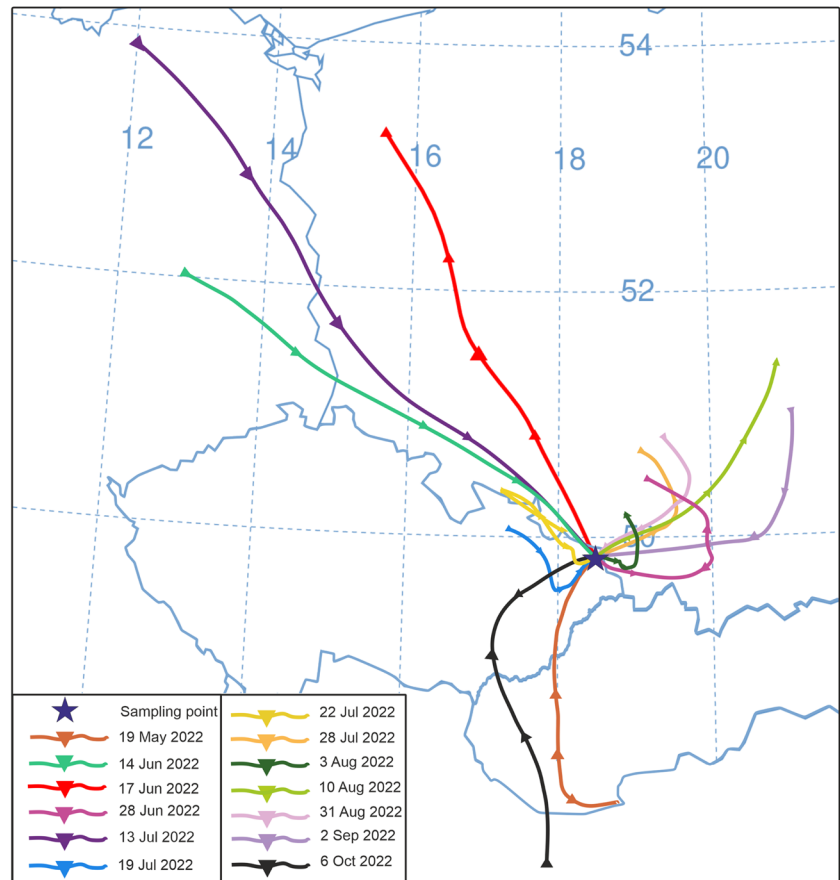 54
12
14
16
18
20
52
50
Sampling point
19 May 2022
14 Jun 2022
17 Jun 2022
28 Jun 2022
13 Jul 2022
19 Jul 2022
22 Jul 2022
28 Jul 2022
3 Aug 2022
10 Aug 2022
31 Aug 2022
2 Sep 2022
6 Oct 2022